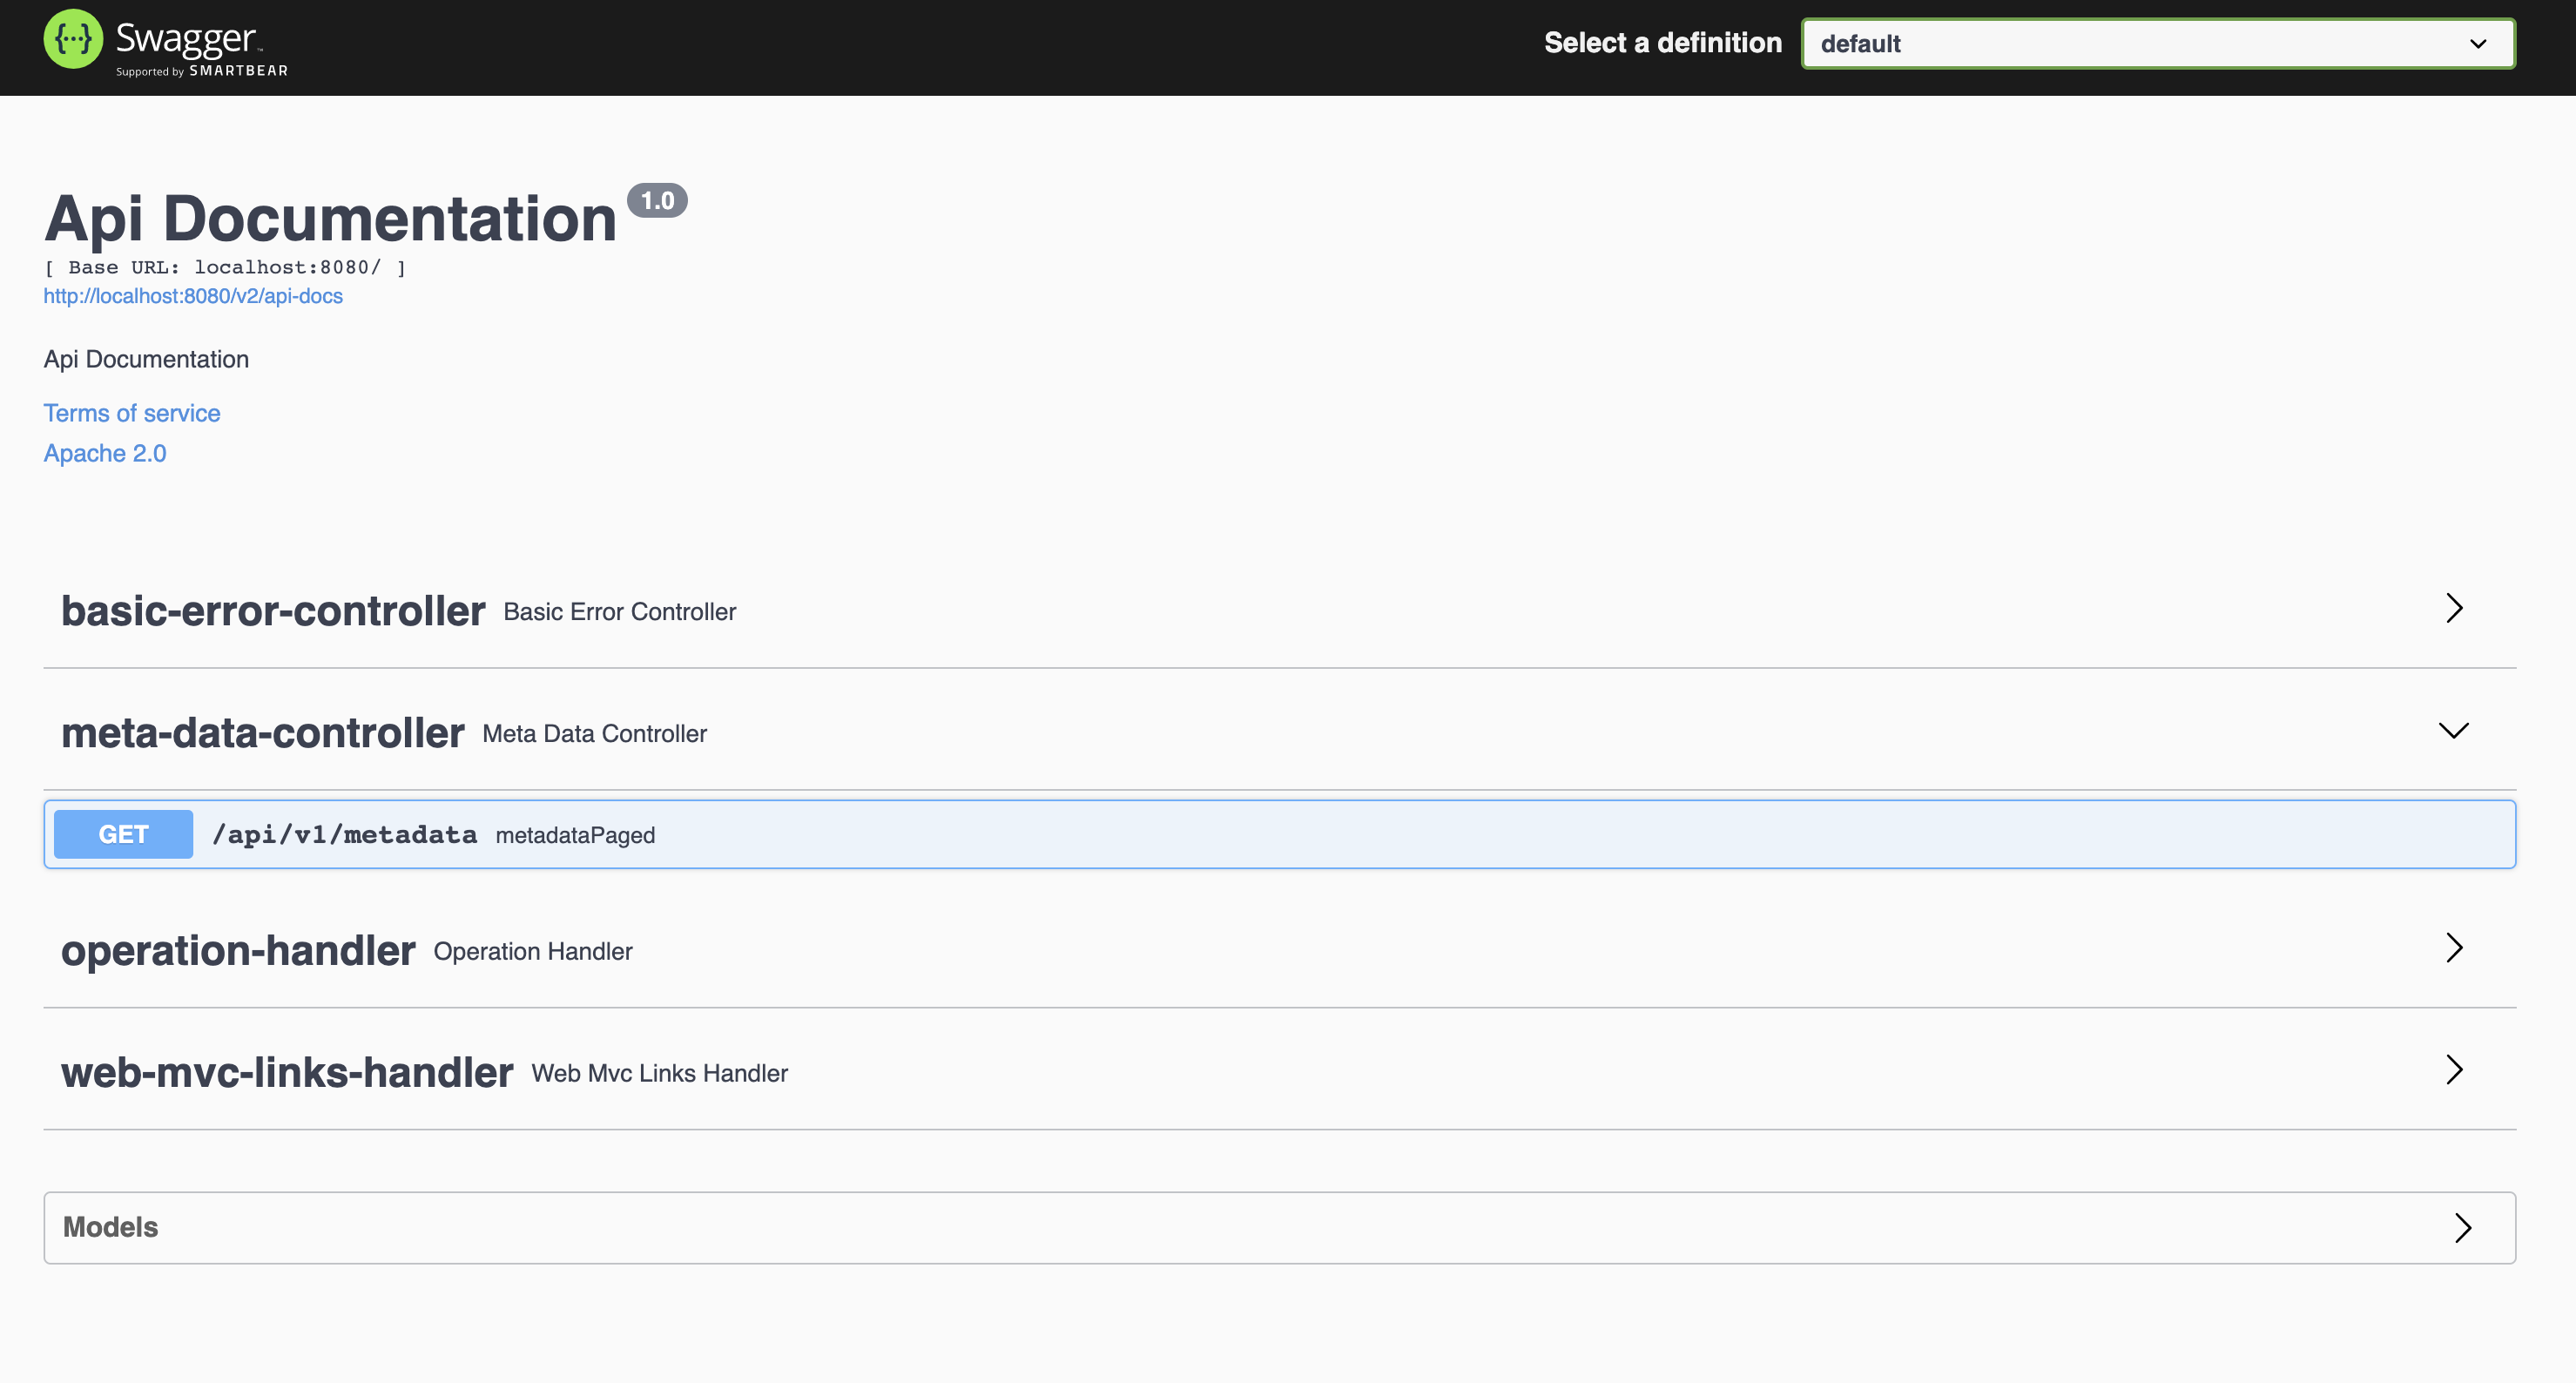 {...} Swagger™
Supported by SMARTBEAR
Select a definition default
Api Documentation 1.0
[ Base URL: localhost:8080/ ]
http://localhost:8080/v2/api-docs
Api Documentation
Terms of service
Apache 2.0
basic-error-controller Basic Error Controller
meta-data-controller Meta Data Controller
GET /api/v1/metadata metadataPaged
operation-handler Operation Handler
web-mvc-links-handler Web Mvc Links Handler
Models